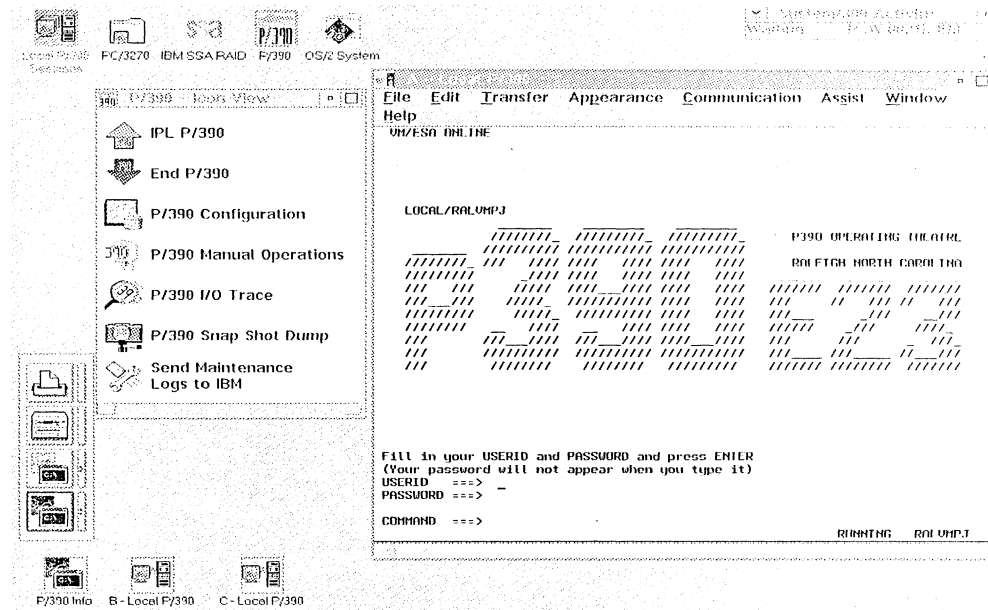 PC/3270
IBM SSA RAID
P/390
OS/2 System
P/390
P/390 - Icon View
IPL P/390
End P/390
P/390 Configuration
P/390 Manual Operations
P/390 I/O Trace
P/390 Snap Shot Dump
Send Maintenance
Logs to IBM
File Edit Transfer Appearance Communication Assist Window
Help
VM/ESA ONLINE
LOCAL/RALVMPJ
P390 OPERATING THEATRE
RALEIGH NORTH CAROLINA
Fill in your USERID and PASSWORD and press ENTER
(Your password will not appear when you type it)
USERID ===> _
PASSWORD ===>
COMMAND ===>
RUNNING RALVMPJ
P/390 Info
B - Local P/390
C - Local P/390